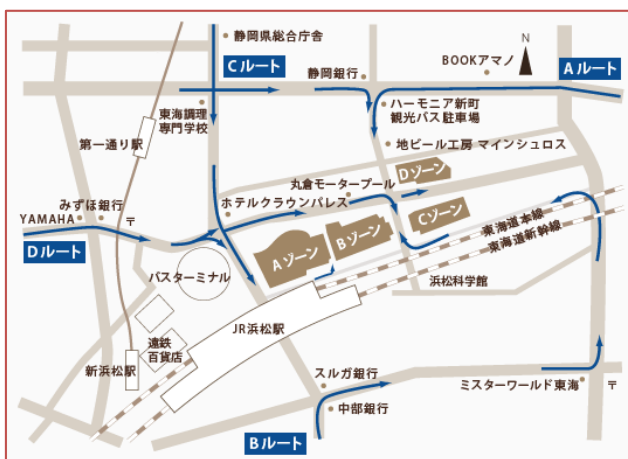 静岡県総合庁舎
N
Cルート
静岡銀行
BOOKアマノ
Aルート
東海調理
専門学校
ハーモニア新町
観光バス駐車場
第一通り駅
地ビール工房 マインシュロス
Dゾーン
丸倉モータープール
みずほ銀行
YAMAHA
〒
ホテルクラウンパレス
Cゾーン
Bゾーン
Aゾーン
東海道本線
東海道新幹線
Dルート
バスターミナル
浜松科学館
JR浜松駅
遠鉄
百貨店
新浜松駅
スルガ銀行
ミスターワールド東海
〒
中部銀行
Bルート